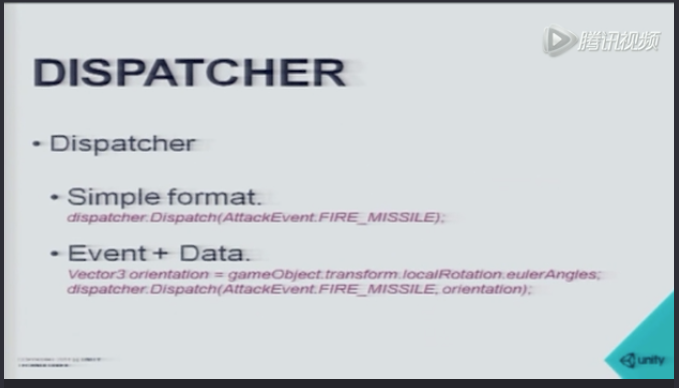 腾讯视频
DISPATCHER
• Dispatcher
• Simple format.
dispatcher.Dispatch(AttackEvent.FIRE_MISSILE);
• Event + Data.
Vector3 orientation = gameObject.transform.localRotation.eulerAngles;
dispatcher.Dispatch(AttackEvent.FIRE_MISSILE, orientation);
unity